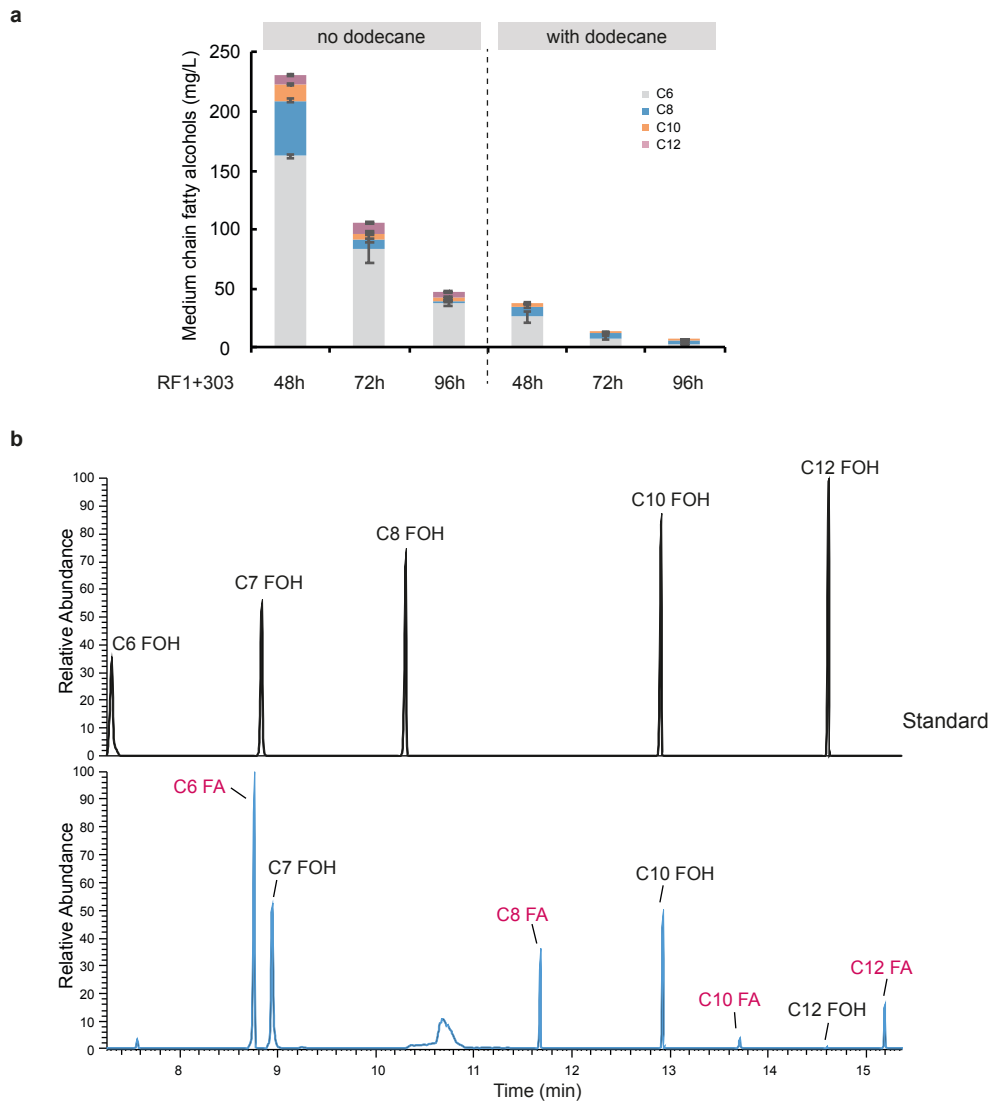 a
no dodecane with dodecane
Medium chain fatty alcohols (mg/L)
250
200
150
100
50
0
C6
C8
C10
C12
RF1+303 48h 72h 96h 48h 72h 96h
b
Relative Abundance
100
90
80
70
60
50
40
30
20
10
0
C6 FOH
C7 FOH
C8 FOH
C10 FOH
C12 FOH
Standard
Relative Abundance
100
90
80
70
60
50
40
30
20
10
0
C6 FA
C7 FOH
C8 FA
C10 FOH
C10 FA
C12 FOH
C12 FA
8 9 10 11 12 13 14 15
Time (min)